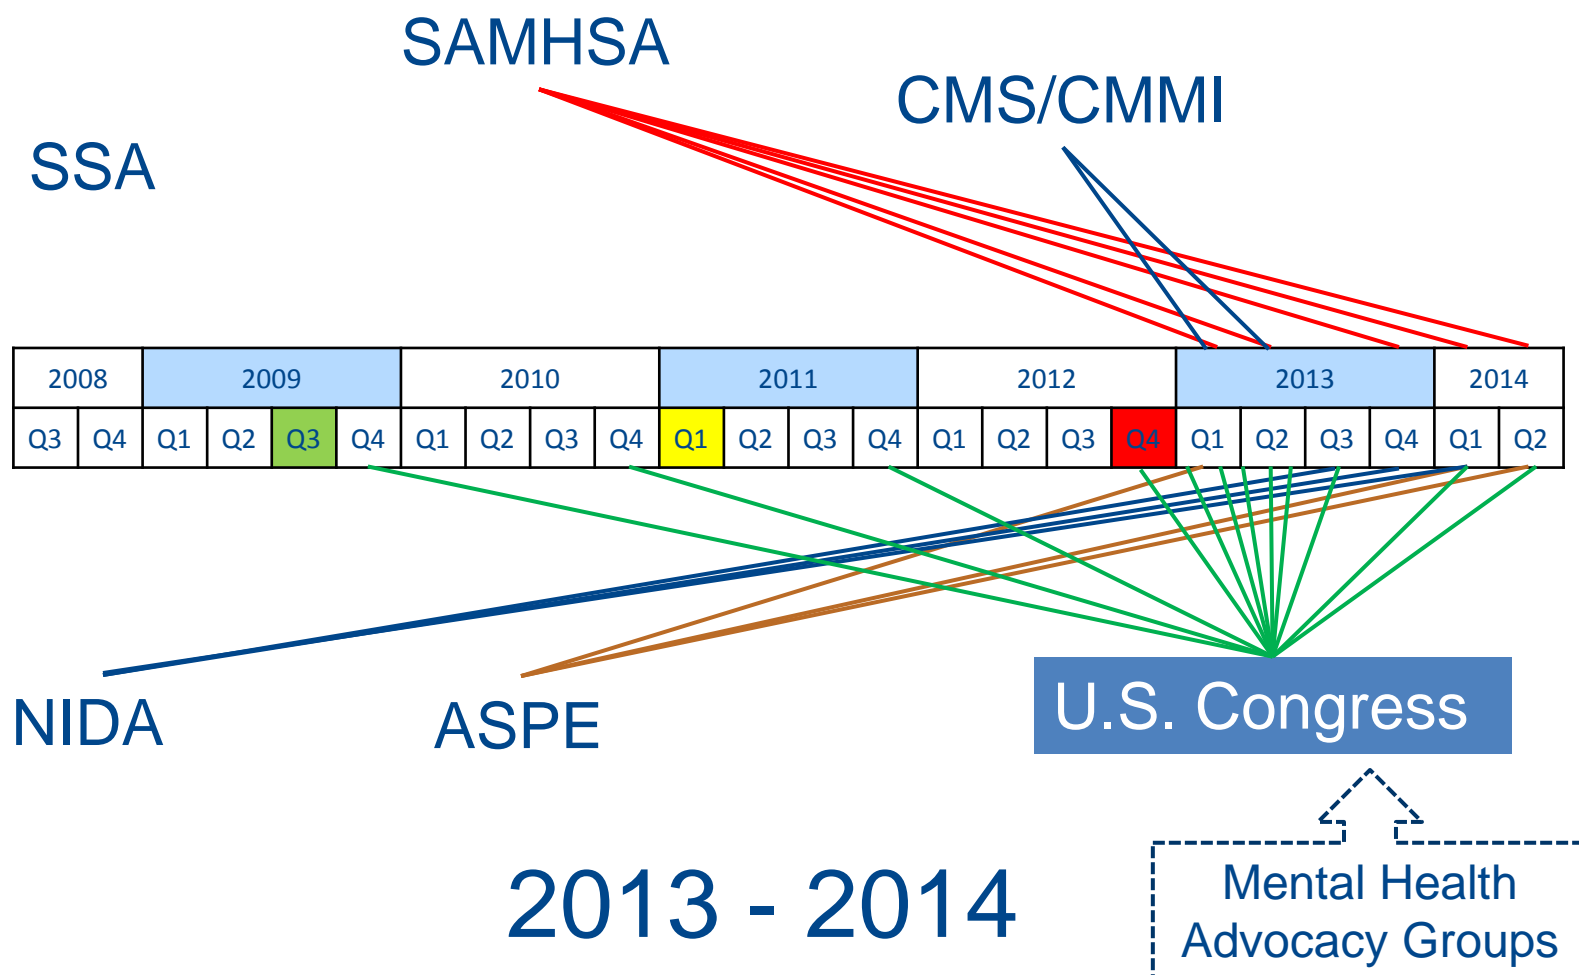 SAMHSA
CMS/CMMI
SSA
2008 2009 2010 2011 2012 2013 2014
Q3 Q4 Q1 Q2 Q3 Q4 Q1 Q2 Q3 Q4 Q1 Q2 Q3 Q4 Q1 Q2 Q3 Q4 Q1 Q2 Q3 Q4 Q1 Q2
NIDA
ASPE
U.S. Congress
2013 - 2014
Mental Health
Advocacy Groups